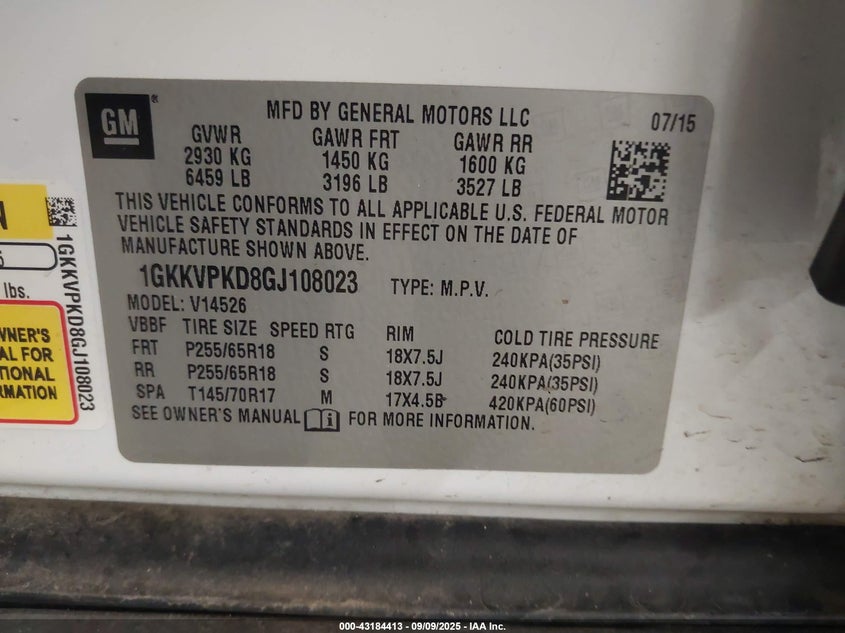 GM
®
MFD BY GENERAL MOTORS LLC
07/15
GVWR GAWR FRT GAWR RR
2930 KG 1450 KG 1600 KG
6459 LB 3196 LB 3527 LB
THIS VEHICLE CONFORMS TO ALL APPLICABLE U.S. FEDERAL MOTOR
VEHICLE SAFETY STANDARDS IN EFFECT ON THE DATE OF
MANUFACTURE SHOWN ABOVE.
1GKKVPKD8GJ108023 TYPE: M.P.V.
MODEL: V14526
VBBF TIRE SIZE SPEED RTG RIM COLD TIRE PRESSURE
FRT P255/65R18 S 18X7.5J 240KPA(35PSI)
RR P255/65R18 S 18X7.5J 240KPA(35PSI)
SPA T145/70R17 M 17X4.5B 420KPA(60PSI)
SEE OWNER'S MANUAL i FOR MORE INFORMATION.
N
lbs.
WNER'S
AL FOR
TIONAL
RMATION
1GKKVPKD8GJ108023
000-43184413 - 09/09/2025 - IAA Inc.